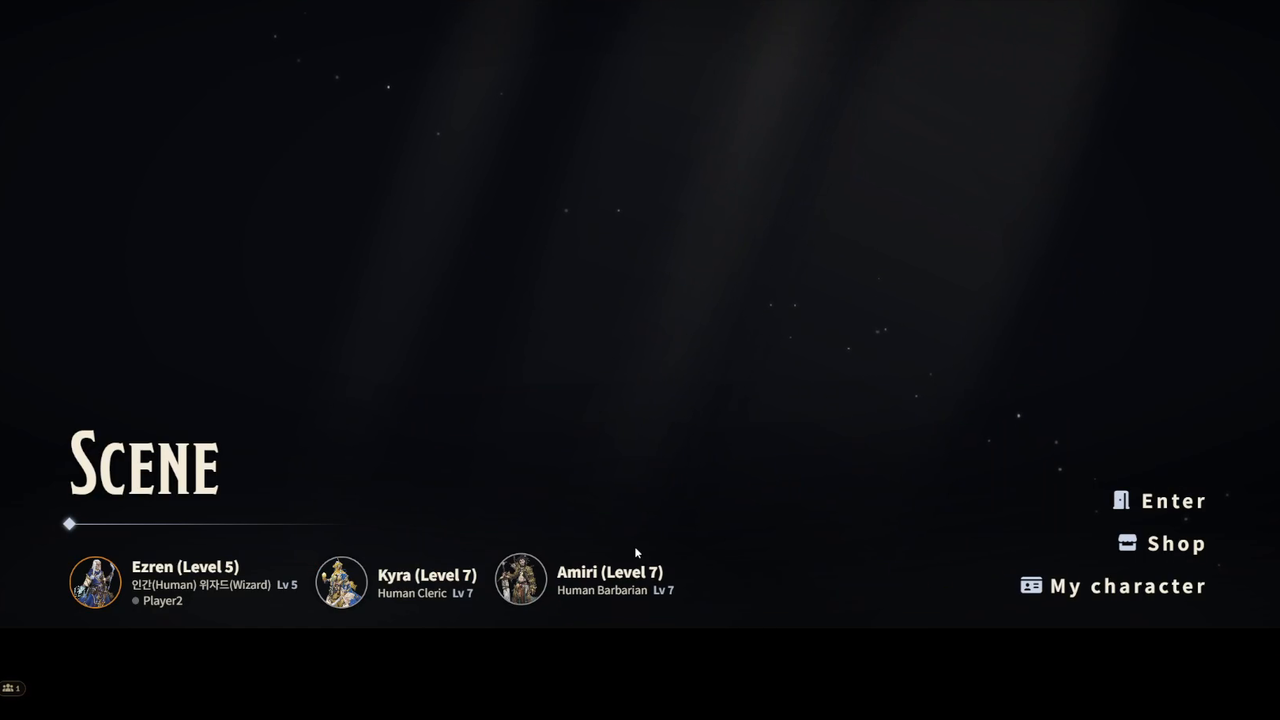 SCENE
Ezren (Level 5)
인간(Human) 위자드(Wizard) Lv 5
Player2
Kyra (Level 7)
Human Cleric Lv 7
Amiri (Level 7)
Human Barbarian Lv 7
Enter
Shop
My character
1